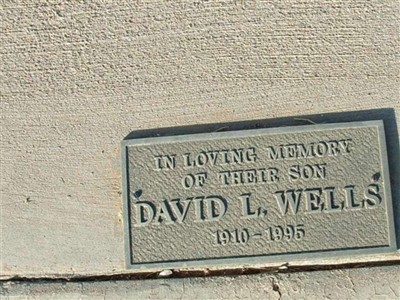 IN LOVING MEMORY
OF THEIR SON
DAVID L. WELLS
1910-1995